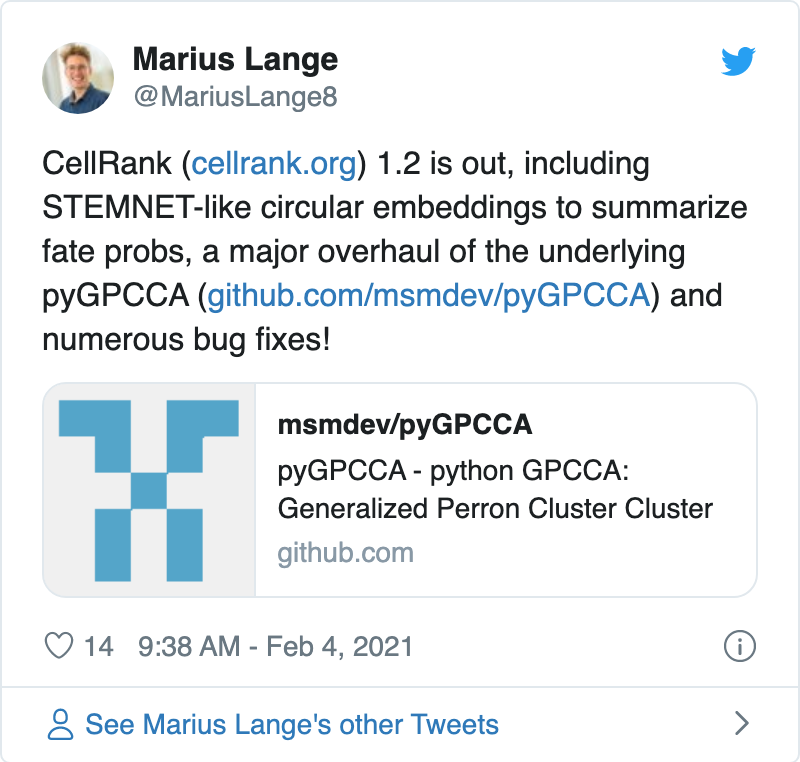 Marius Lange
@MariusLange8
CellRank (cellrank.org) 1.2 is out, including
STEMNET-like circular embeddings to summarize
fate probs, a major overhaul of the underlying
pyGPCCA (github.com/msmdev/pyGPCCA) and
numerous bug fixes!
msmdev/pyGPCCA
pyGPCCA - python GPCCA:
Generalized Perron Cluster Cluster
github.com
14 9:38 AM - Feb 4, 2021
See Marius Lange's other Tweets